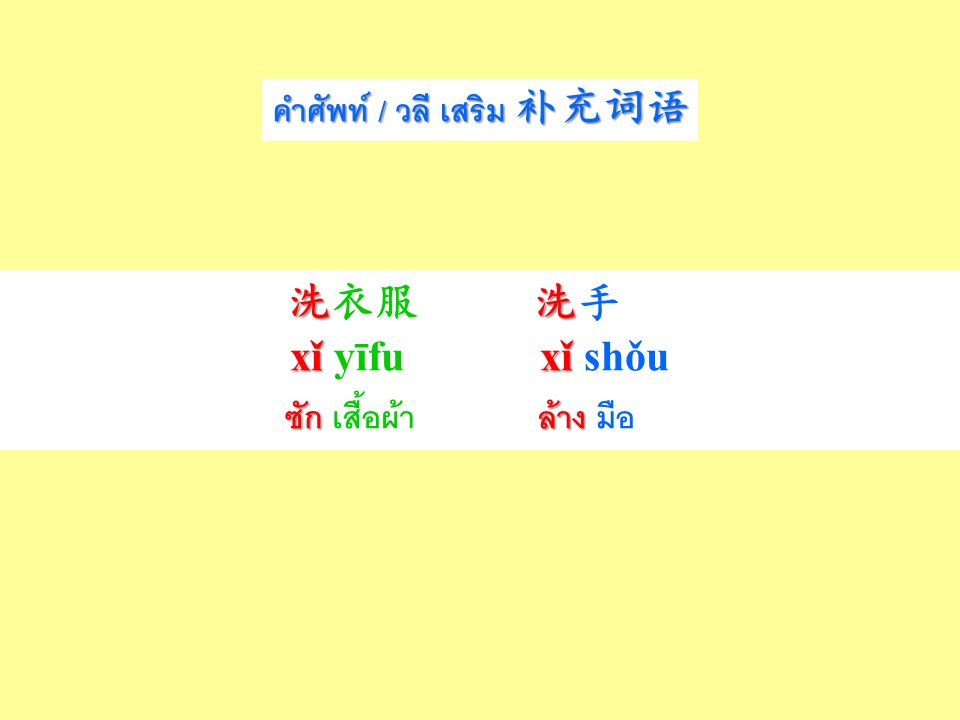 คำศัพท์ / วลี เสริม 补充词语
洗衣服 洗手
xǐ yīfu xǐ shǒu
ซัก เสื้อผ้า ล้าง มือ